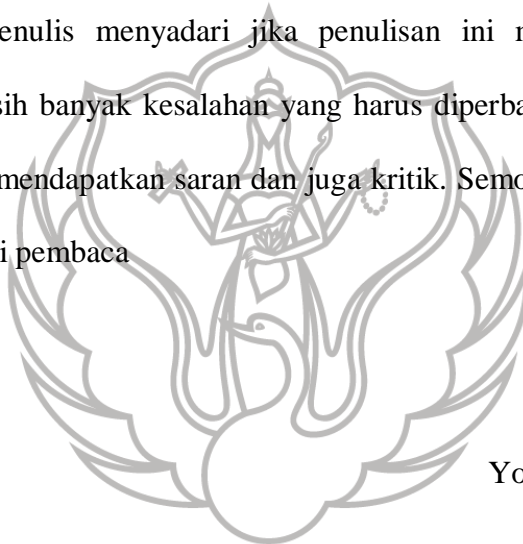 enulis menyadari jika penulisan ini
sih banyak kesalahan yang harus diperba
mendapatkan saran dan juga kritik. Semo
i pembaca
Yo